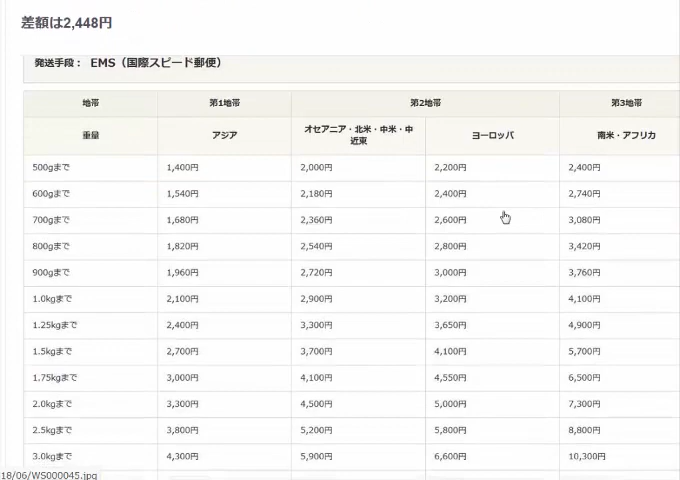 差額は2,448円
発送手段： EMS（国際スピード郵便）
地帯 第1地帯 第2地帯 第3地帯
重量 アジア オセアニア・北米・中米・中近東 ヨーロッパ 南米・アフリカ
500gまで 1,400円 2,000円 2,200円 2,400円
600gまで 1,540円 2,180円 2,400円 2,740円
700gまで 1,680円 2,360円 2,600円 3,080円
800gまで 1,820円 2,540円 2,800円 3,420円
900gまで 1,960円 2,720円 3,000円 3,760円
1.0kgまで 2,100円 2,900円 3,200円 4,100円
1.25kgまで 2,400円 3,300円 3,650円 4,900円
1.5kgまで 2,700円 3,700円 4,100円 5,700円
1.75kgまで 3,000円 4,100円 4,550円 6,500円
2.0kgまで 3,300円 4,500円 5,000円 7,300円
2.5kgまで 3,800円 5,200円 5,800円 8,800円
3.0kgまで 4,300円 5,900円 6,600円 10,300円
18/06/WS000045.jpg